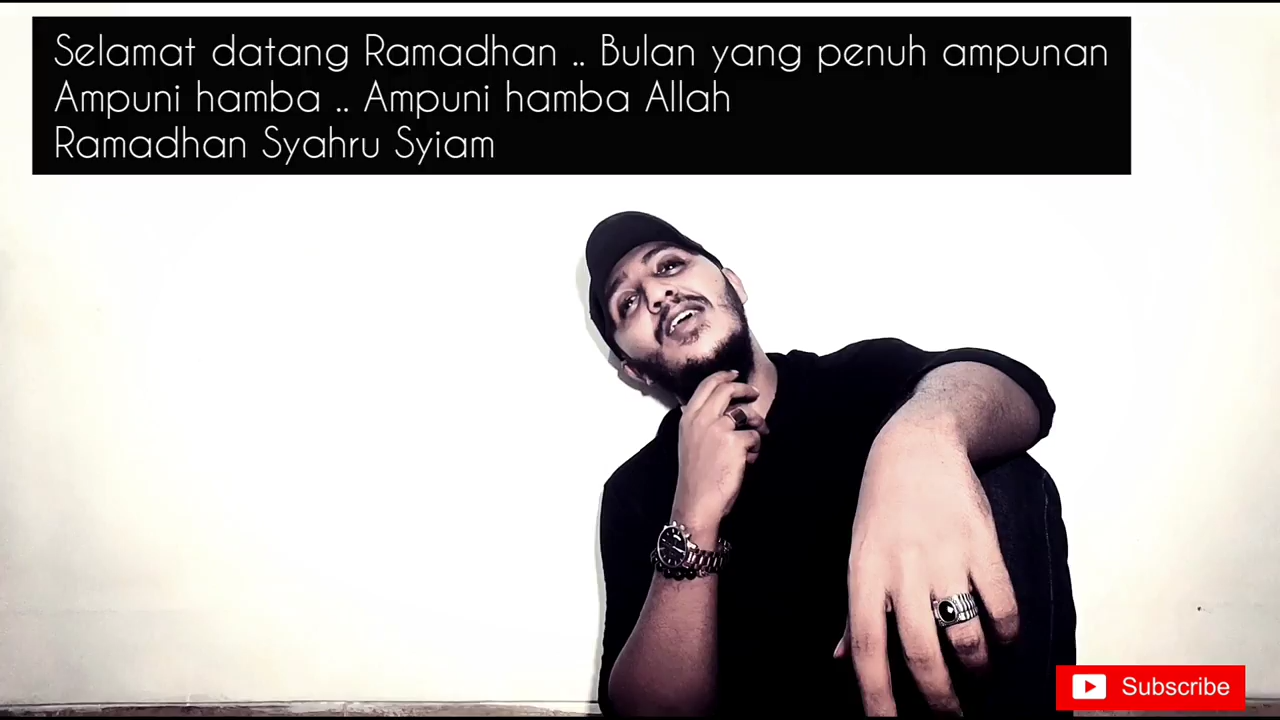 Selamat datang Ramadhan .. Bulan yang penuh ampunan
Ampuni hamba .. Ampuni hamba Allah
Ramadhan Syahru Syiam
Subscribe